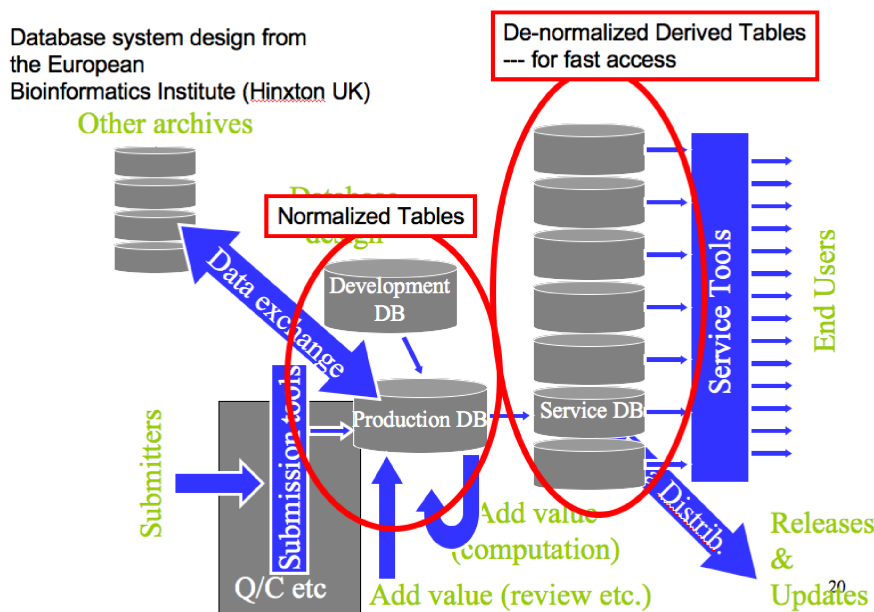 Database system design from
the European
Bioinformatics Institute (Hinxton UK)
De-normalized Derived Tables
--- for fast access
Other archives
Database
design
Normalized Tables
Data exchange
Development
DB
Production DB
Service DB
Service Tools
End Users
Submitters
Submission tools
Q/C etc
Add value
(computation)
Add value (review etc.)
Distrib.
Releases
&
Updates
20